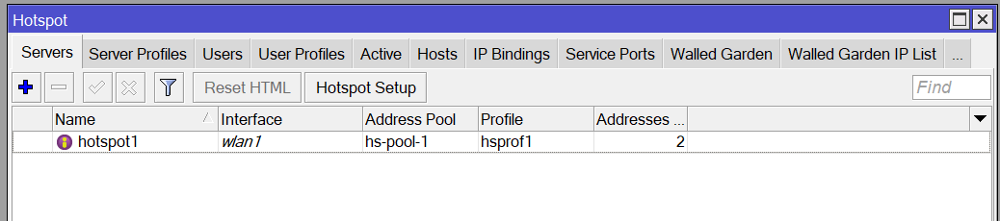 Hotspot
Servers Server Profiles Users User Profiles Active Hosts IP Bindings Service Ports Walled Garden Walled Garden IP List ...
Reset HTML Hotspot Setup Find
Name Interface Address Pool Profile Addresses ...
hotspot1 wlan1 hs-pool-1 hsprof1 2